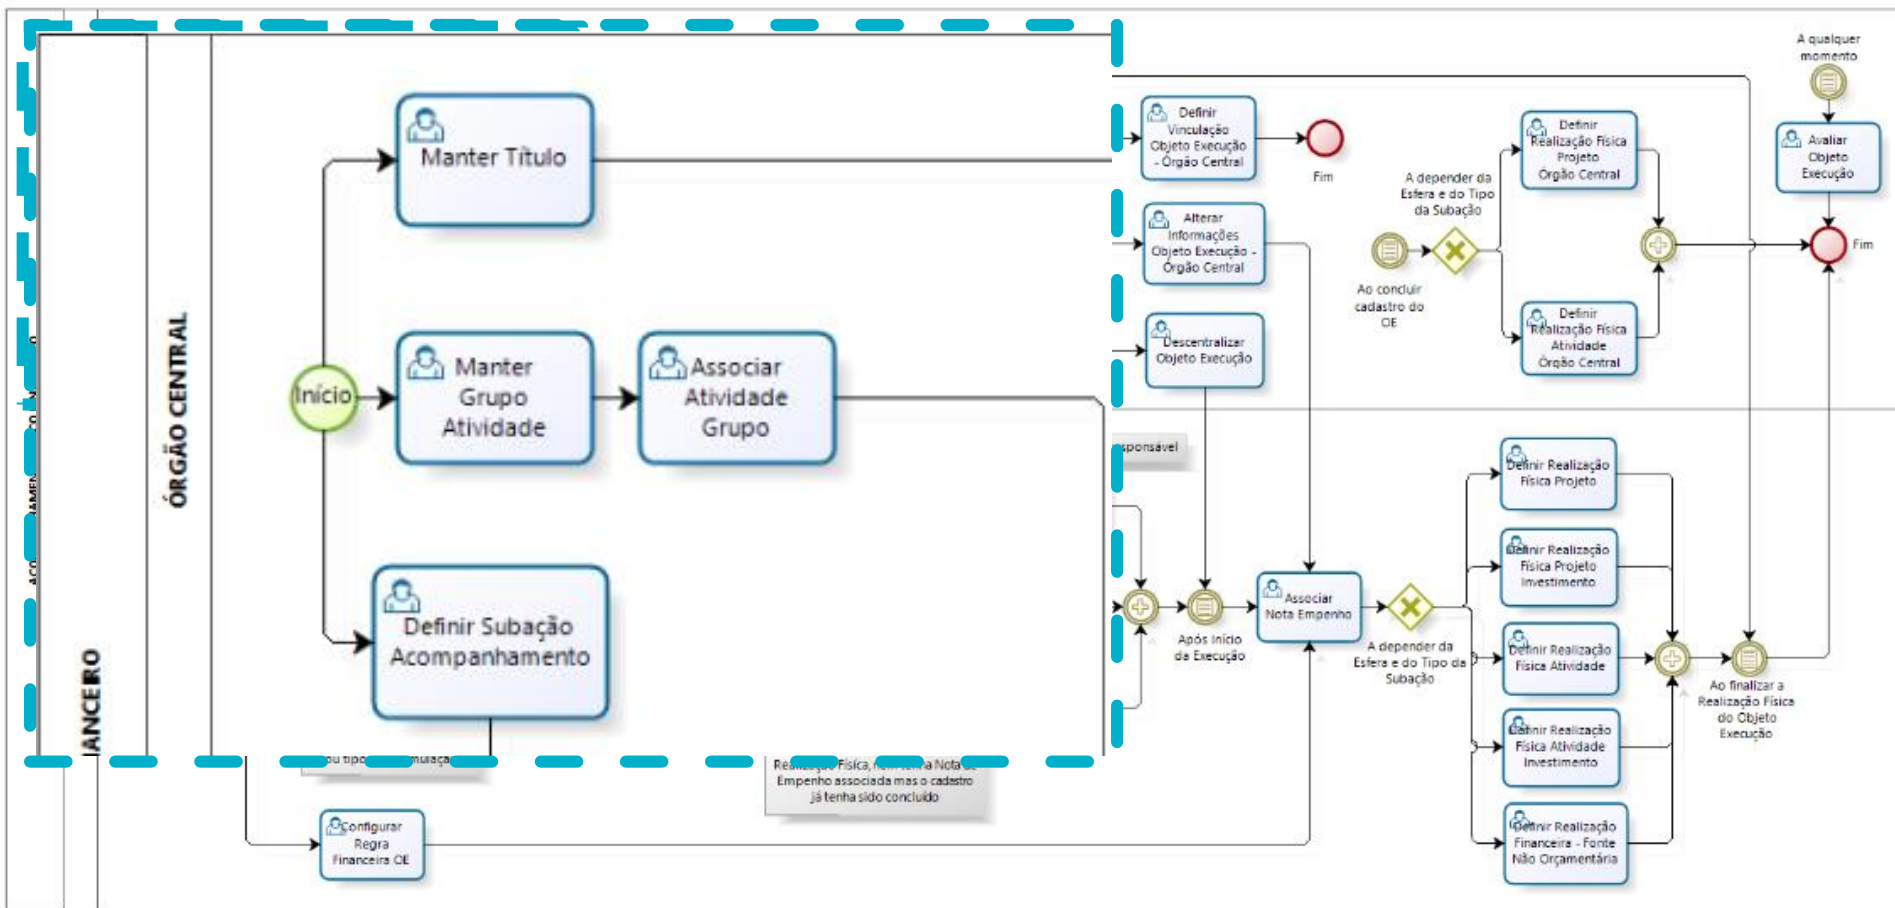 ÓRGÃO CENTRAL
Início
Manter Título
Manter
Grupo
Atividade
Associar
Atividade
Grupo
Definir Subação
Acompanhamento
Definir
Vinculação
Objeto Execução
- Órgão Central
Fim
Alterar
Informações
Objeto Execução -
Órgão Central
Descentralizar
Objeto Execução
A depender da
Esfera e do Tipo
da Subação
Ao concluir
cadastro do
OE
Definir
Realização Física
Projeto
Órgão Central
Definir
Realização Física
Atividade
Órgão Central
A qualquer
momento
Avaliar
Objeto
Execução
Fim
Após Início
da Execução
Associar
Nota Empenho
A depender da
Esfera e do Tipo da
Subação
Definir Realização
Física Projeto
Definir Realização
Física Projeto
Investimento
Definir Realização
Física Atividade
Definir Realização
Física Atividade
Investimento
Definir Realização
Financeira - Fonte
Não Orçamentária
Ao finalizar a
Realização Física
do Objeto
Execução
Empenho associada mas o cadastro
já tenha sido concluído
Configurar
Regra
Financeira OE